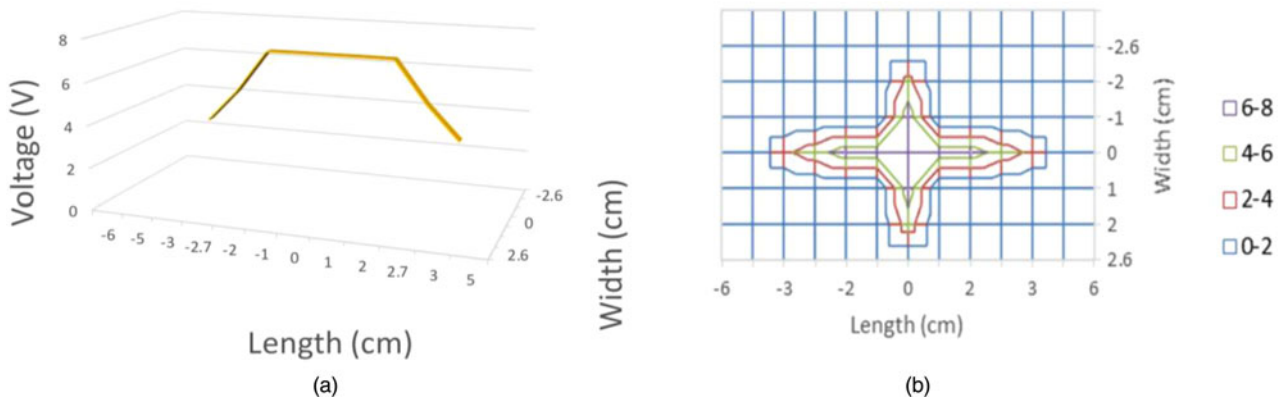 Voltage (V)
8
6
4
2
0
-6 -5 -3 -2.7 -2 -1 0 1 2 2.7 3 5
Length (cm)
-2.6
0
2.6
Width (cm)
(a)
-2.6
-2
-1
0
1
2
2.6
Width (cm)
-6 -3 -2 0 2 3 6
Length (cm)
6-8
4-6
2-4
0-2
(b)